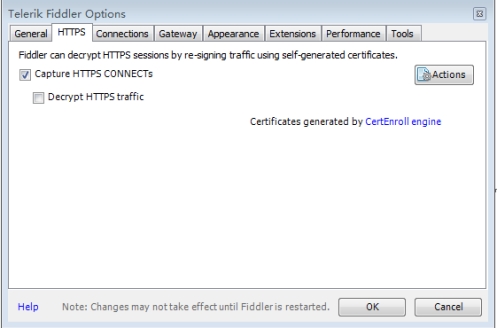 Telerik Fiddler Options
General HTTPS Connections Gateway Appearance Extensions Performance Tools
Fiddler can decrypt HTTPS sessions by re-signing traffic using self-generated certificates.
Capture HTTPS CONNECTs Actions
Decrypt HTTPS traffic
Certificates generated by CertEnroll engine
Help Note: Changes may not take effect until Fiddler is restarted. OK Cancel